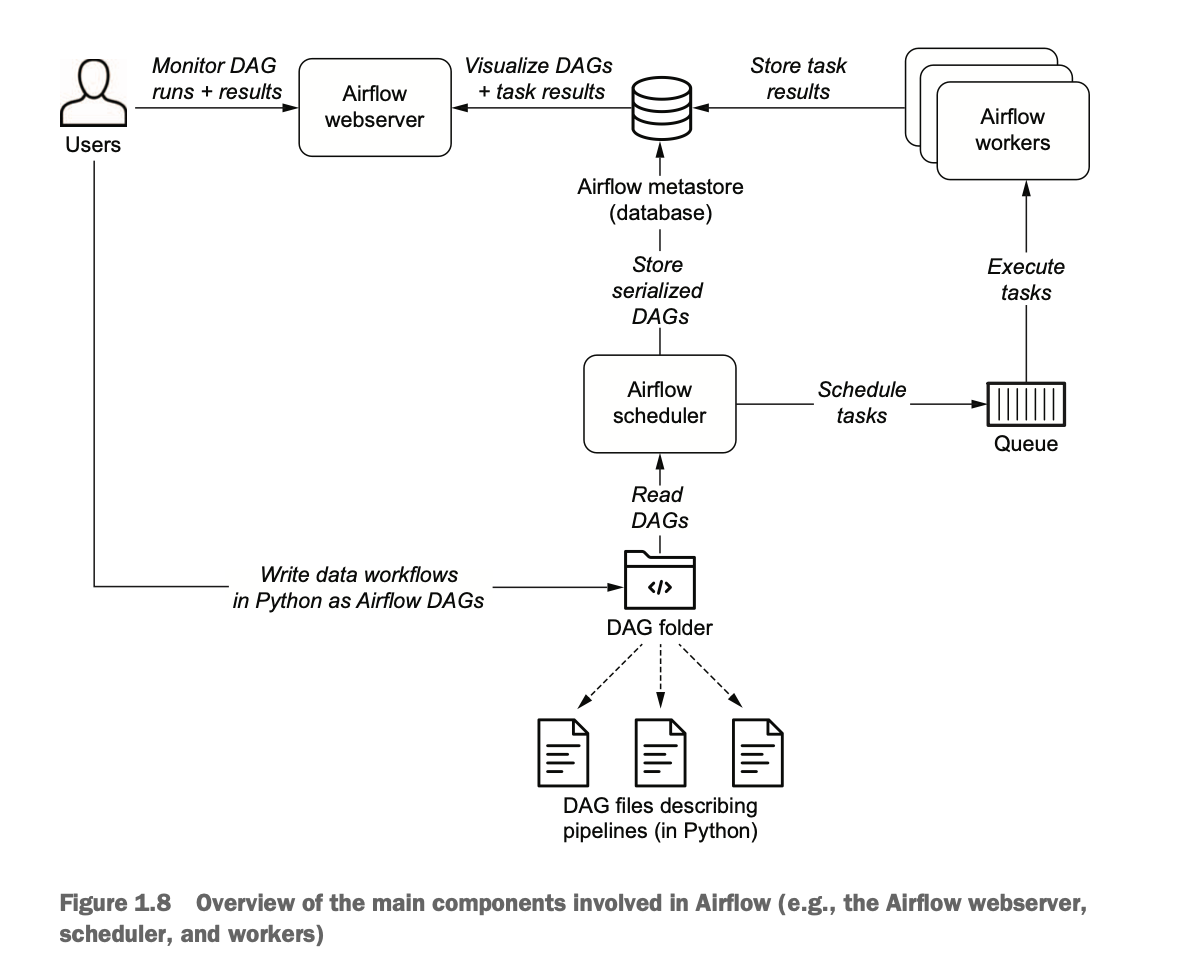 Monitor DAG
runs + results
Users
Airflow
webserver
Visualize DAGs
+ task results
Store task
results
Airflow
workers
Airflow metastore
(database)
Store
serialized
DAGs
Execute
tasks
Airflow
scheduler
Schedule
tasks
Queue
Read
DAGs
Write data workflows
in Python as Airflow DAGs
</>
DAG folder
DAG files describing
pipelines (in Python)
Figure 1.8 Overview of the main components involved in Airflow (e.g., the Airflow webserver,
scheduler, and workers)